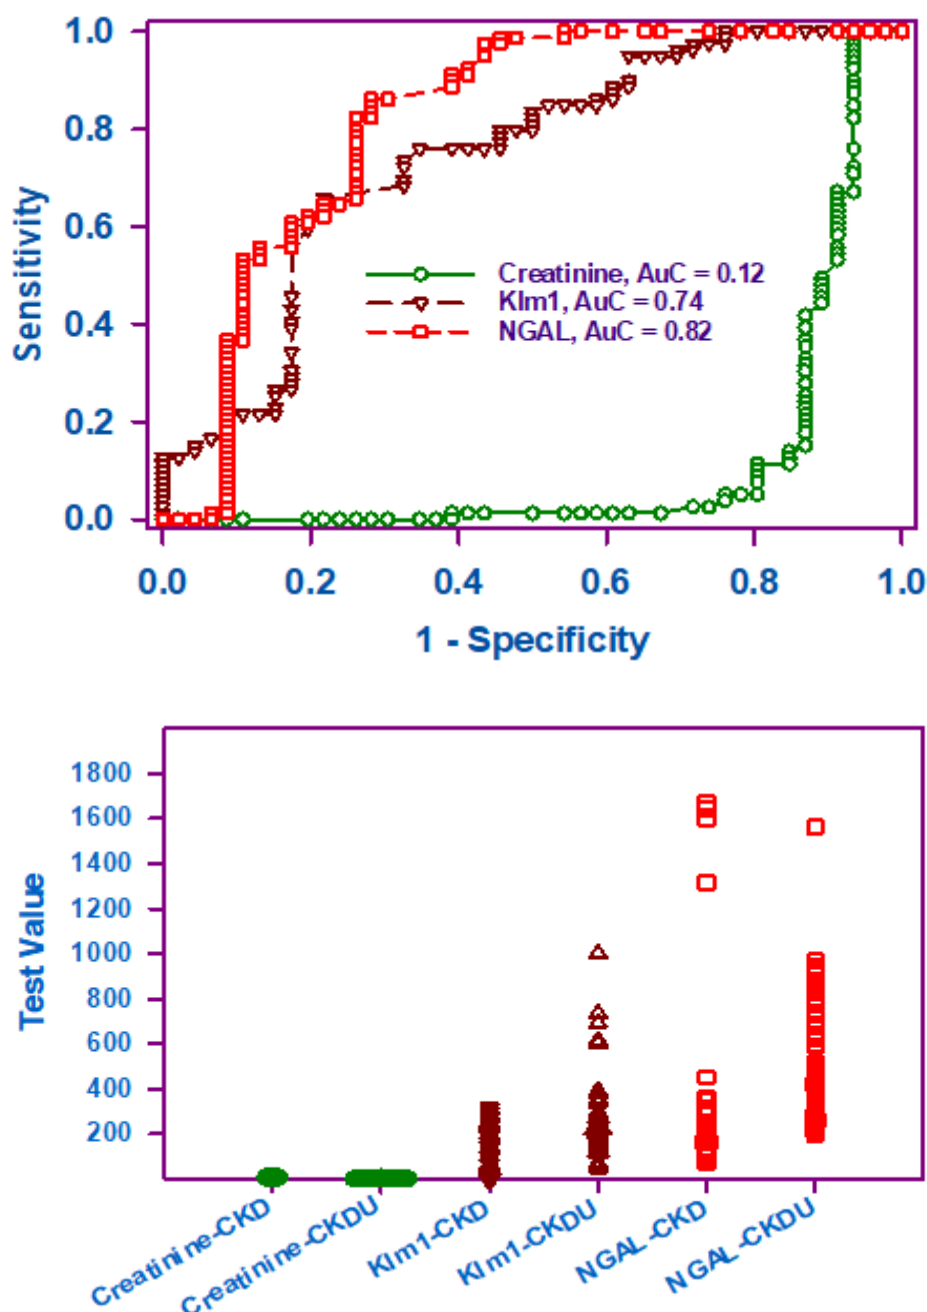 1.0
0.8
0.6
0.4
0.2
0.0
Sensitivity
Creatinine, AuC = 0.12
KIm1, AuC = 0.74
NGAL, AuC = 0.82
0.0 0.2 0.4 0.6 0.8 1.0
1 - Specificity
1800
1600
1400
1200
1000
800
600
400
200
Test Value
Creatinine-CKD
Creatinine-CKDU
KIm1-CKD
KIm1-CKDU
NGAL-CKD
NGAL-CKDU